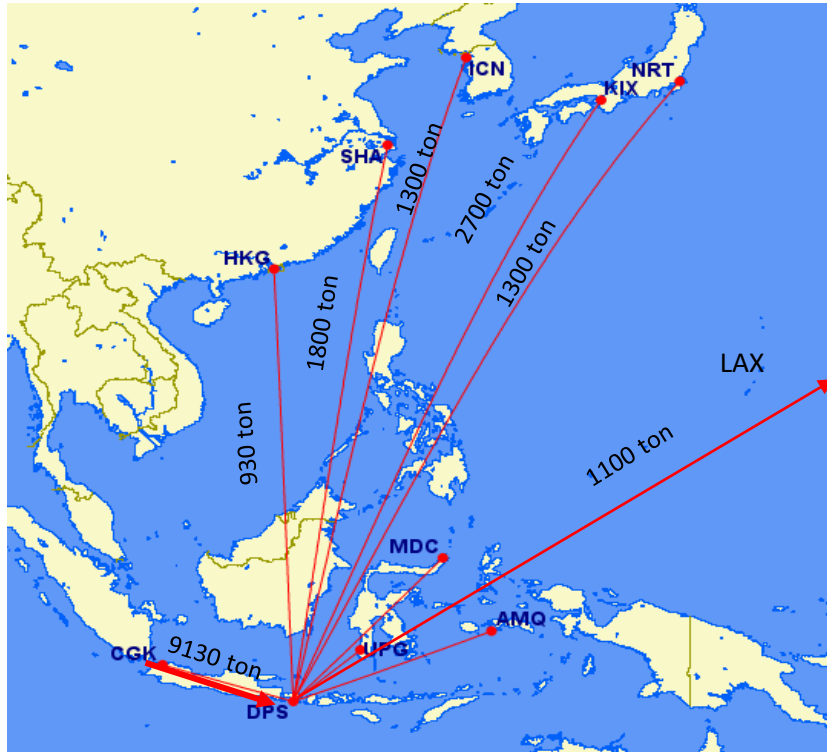 ICN
NRT
KIX
SHA
1300 ton
2700 ton
HKG
1300 ton
1800 ton
LAX
930 ton
1100 ton
MDC
AMQ
UPG
CGK
9130 ton
DPS